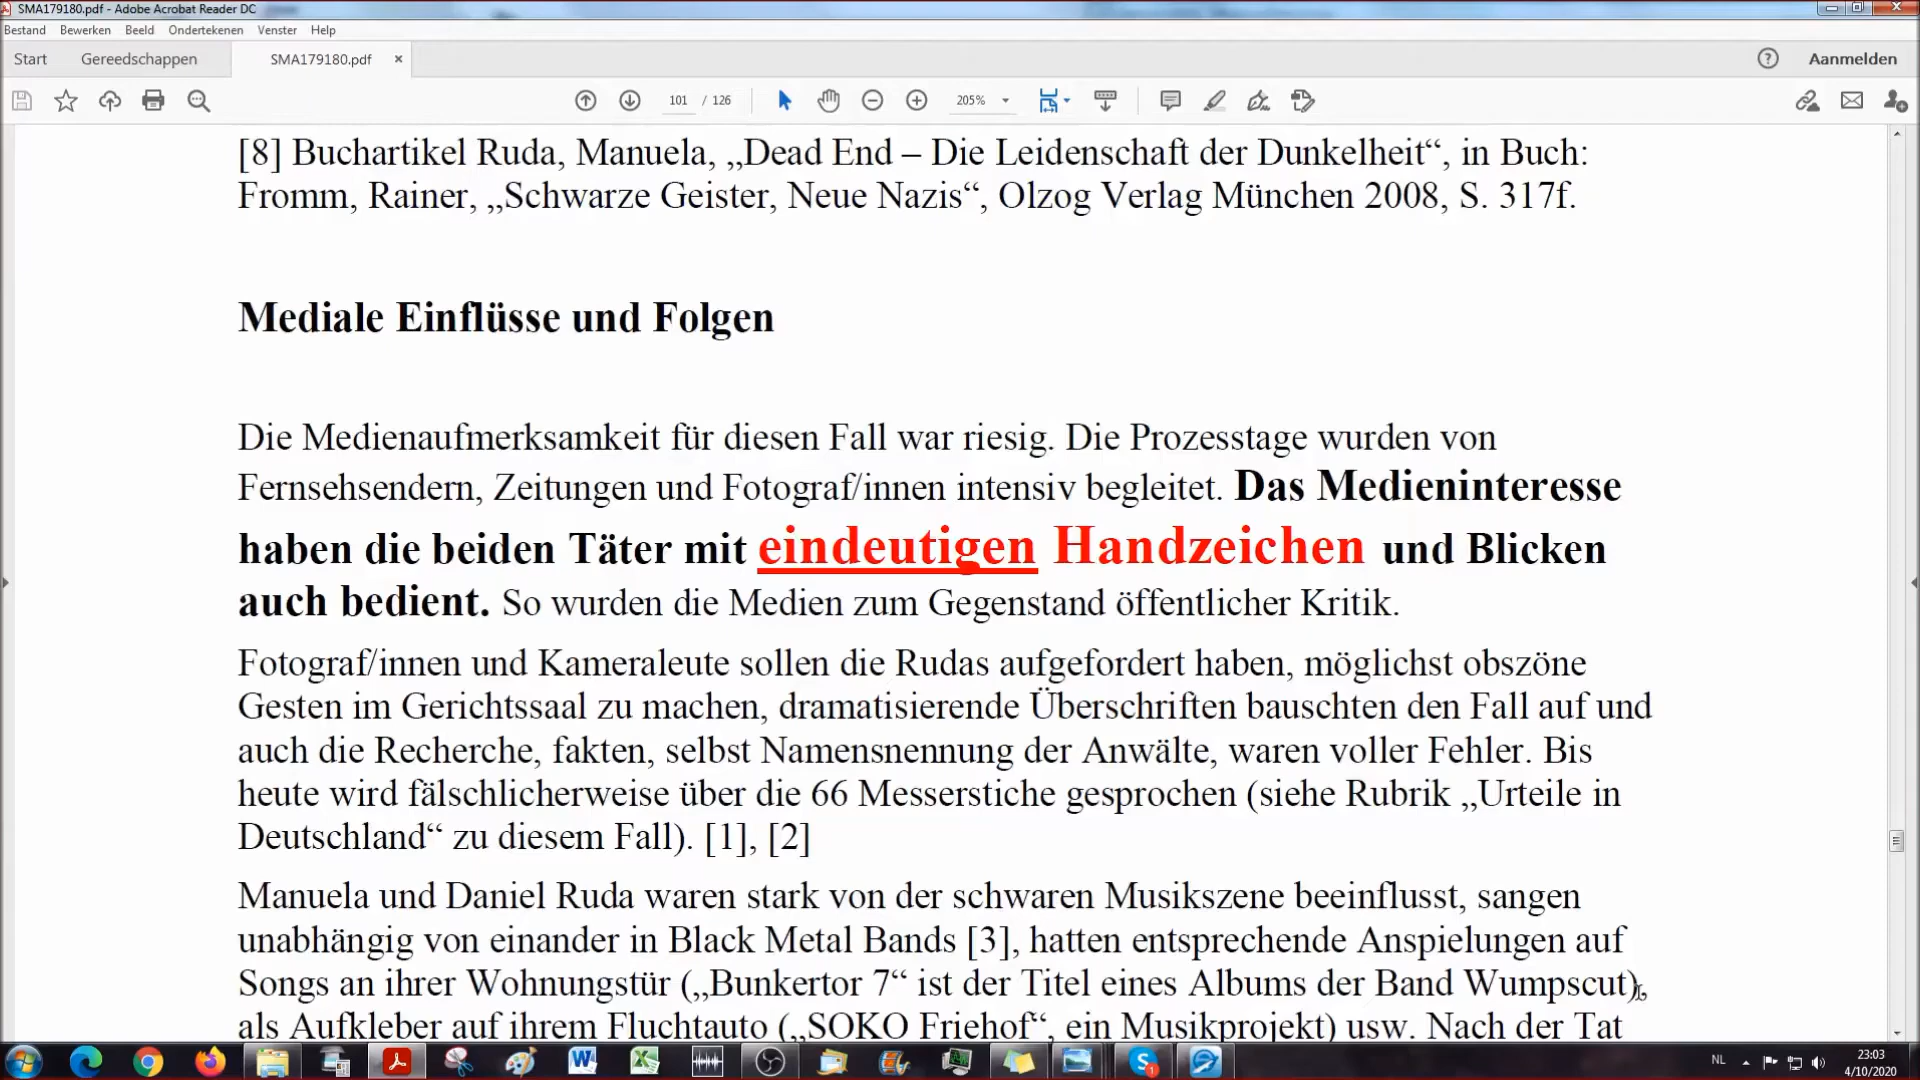 SMA179180.pdf - Adobe Acrobat Reader DC
Bestand Bewerken Beeld Ondertekenen Venster Help
Start Gereedschappen SMA179180.pdf × Aanmelden
101 / 126 205%
[8] Buchartikel Ruda, Manuela, „Dead End – Die Leidenschaft der Dunkelheit“, in Buch:
Fromm, Rainer, „Schwarze Geister, Neue Nazis“, Olzog Verlag München 2008, S. 317f.
Mediale Einflüsse und Folgen
Die Medienaufmerksamkeit für diesen Fall war riesig. Die Prozesstage wurden von
Fernsehsendern, Zeitungen und Fotograf/innen intensiv begleitet. Das Medieninteresse
haben die beiden Täter mit eindeutigen Handzeichen und Blicken
auch bedient. So wurden die Medien zum Gegenstand öffentlicher Kritik.
Fotograf/innen und Kameraleute sollen die Rudas aufgefordert haben, möglichst obszöne
Gesten im Gerichtssaal zu machen, dramatisierende Überschriften bauschten den Fall auf und
auch die Recherche, fakten, selbst Namensnennung der Anwälte, waren voller Fehler. Bis
heute wird fälschlicherweise über die 66 Messerstiche gesprochen (siehe Rubrik „Urteile in
Deutschland“ zu diesem Fall). [1], [2]
Manuela und Daniel Ruda waren stark von der schwaren Musikszene beeinflusst, sangen
unabhängig von einander in Black Metal Bands [3], hatten entsprechende Anspielungen auf
Songs an ihrer Wohnungstür („Bunkertor 7“ ist der Titel eines Albums der Band Wumpscut),
als Aufkleber auf ihrem Fluchtauto („SOKO Friehof“, ein Musikprojekt) usw. Nach der Tat
NL 23:03
4/10/2020